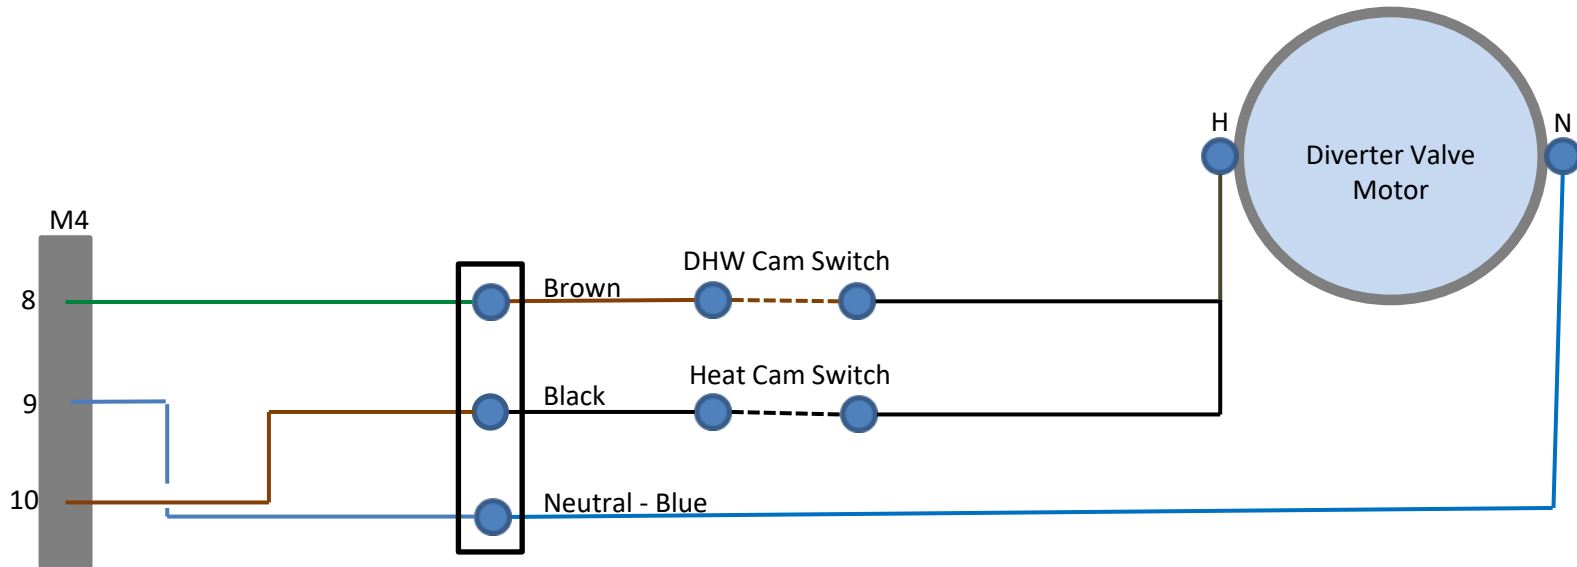 H
N
Diverter Valve
Motor
M4
DHW Cam Switch
8
Brown
Heat Cam Switch
9
Black
10
Neutral - Blue